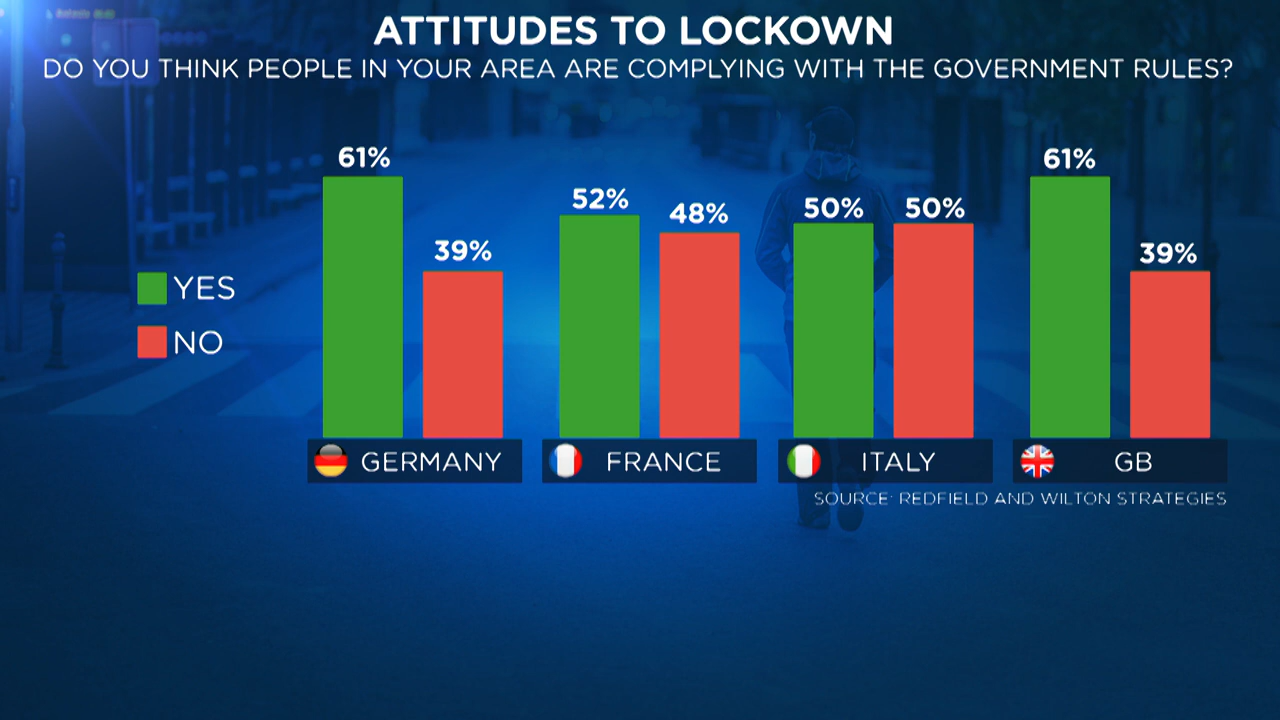 ATTITUDES TO LOCKOWN
DO YOU THINK PEOPLE IN YOUR AREA ARE COMPLYING WITH THE GOVERNMENT RULES?
61% 39% 52% 48% 50% 50% 61% 39%
YES
NO
GERMANY FRANCE ITALY GB
SOURCE: REDFIELD AND WILTON STRATEGIES